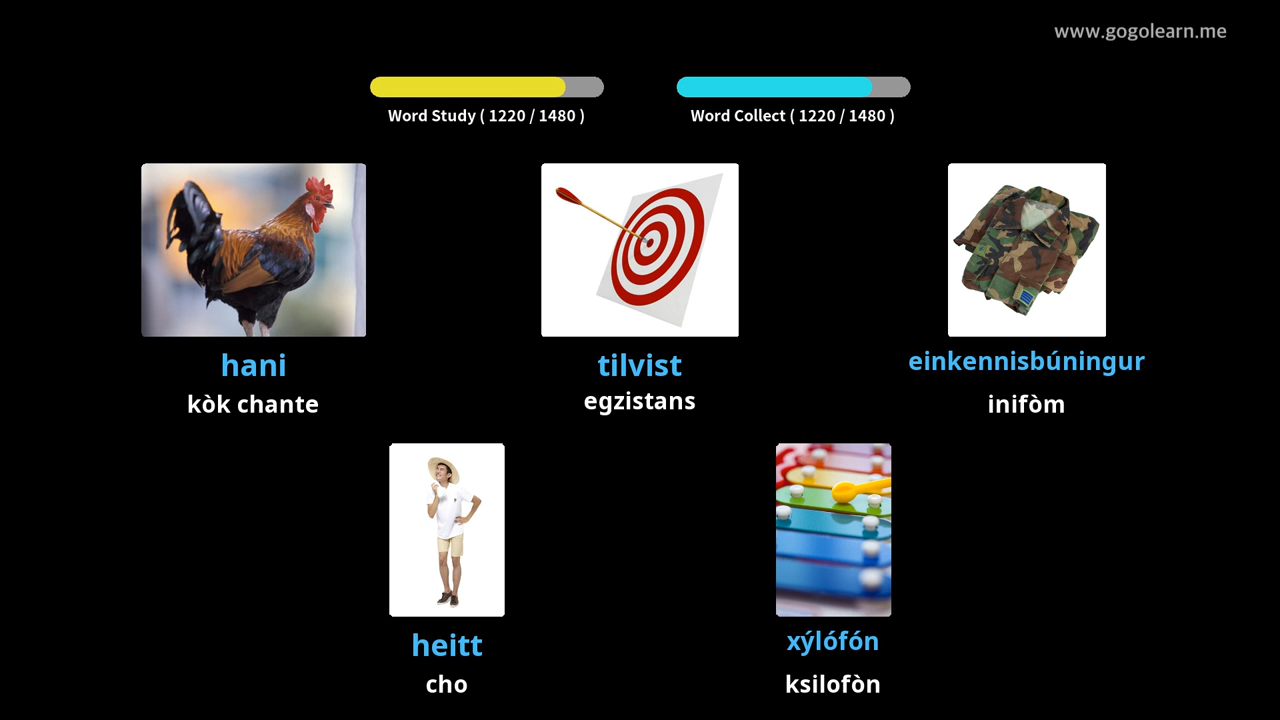 www.gogolearn.me
Word Study ( 1220 / 1480 )
Word Collect ( 1220 / 1480 )
hani
kòk chante
tilvist
egzistans
einkennisbúningur
inifòm
heitt
cho
xýlófón
ksilofòn